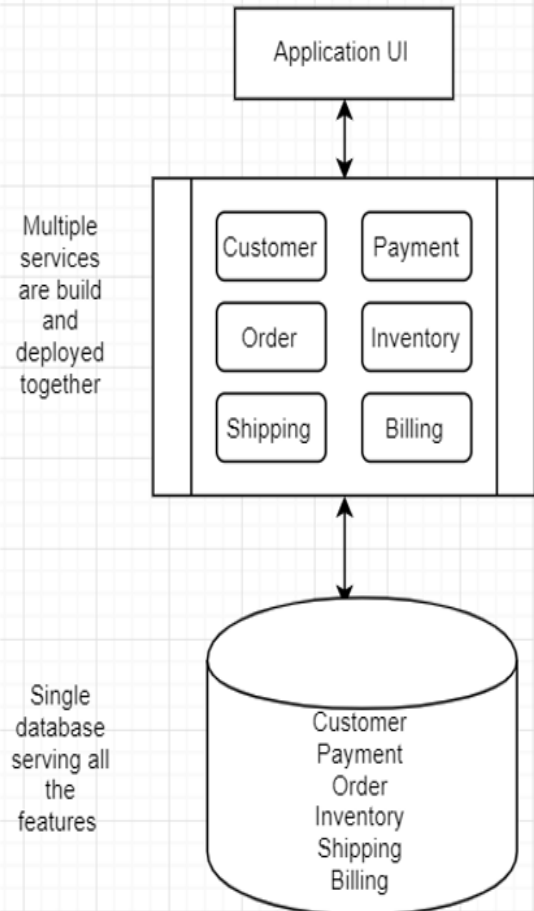 Application UI
Multiple
services
are build
and
deployed
together
Customer
Payment
Order
Inventory
Shipping
Billing
Single
database
serving all
the
features
Customer
Payment
Order
Inventory
Shipping
Billing